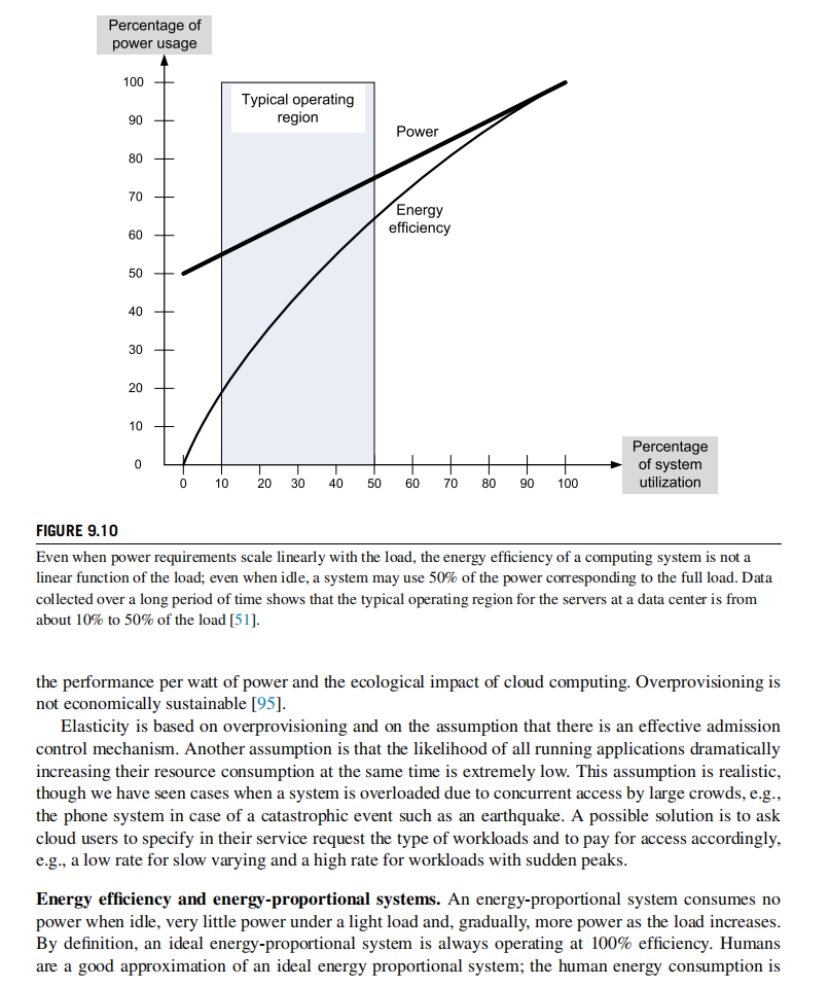 Percentage of
power usage
100
Typical operating
region
90
Power
80
70
Energy
efficiency
60
50
40
30
20
10
0
Percentage
of system
utilization
0 10 20 30 40 50 60 70 80 90 100
FIGURE 9.10
Even when power requirements scale linearly with the load, the energy efficiency of a computing system is not a
linear function of the load; even when idle, a system may use 50% of the power corresponding to the full load. Data
collected over a long period of time shows that the typical operating region for the servers at a data center is from
about 10% to 50% of the load [51].
the performance per watt of power and the ecological impact of cloud computing. Overprovisioning is
not economically sustainable [95].
Elasticity is based on overprovisioning and on the assumption that there is an effective admission
control mechanism. Another assumption is that the likelihood of all running applications dramatically
increasing their resource consumption at the same time is extremely low. This assumption is realistic,
though we have seen cases when a system is overloaded due to concurrent access by large crowds, e.g.,
the phone system in case of a catastrophic event such as an earthquake. A possible solution is to ask
cloud users to specify in their service request the type of workloads and to pay for access accordingly,
e.g., a low rate for slow varying and a high rate for workloads with sudden peaks.
Energy efficiency and energy-proportional systems. An energy-proportional system consumes no
power when idle, very little power under a light load and, gradually, more power as the load increases.
By definition, an ideal energy-proportional system is always operating at 100% efficiency. Humans
are a good approximation of an ideal energy proportional system; the human energy consumption is